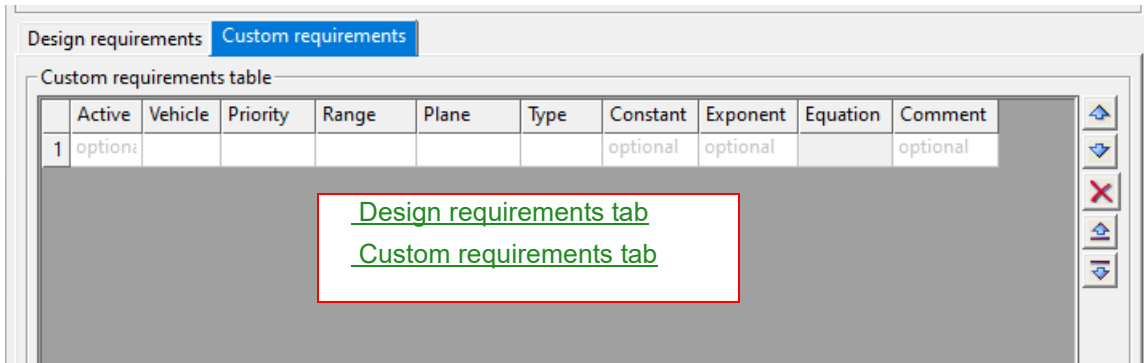 Design requirements Custom requirements
Custom requirements table
Active Vehicle Priority Range Plane Type Constant Exponent Equation Comment
1 optiona optional optional optional
Design requirements tab
Custom requirements tab